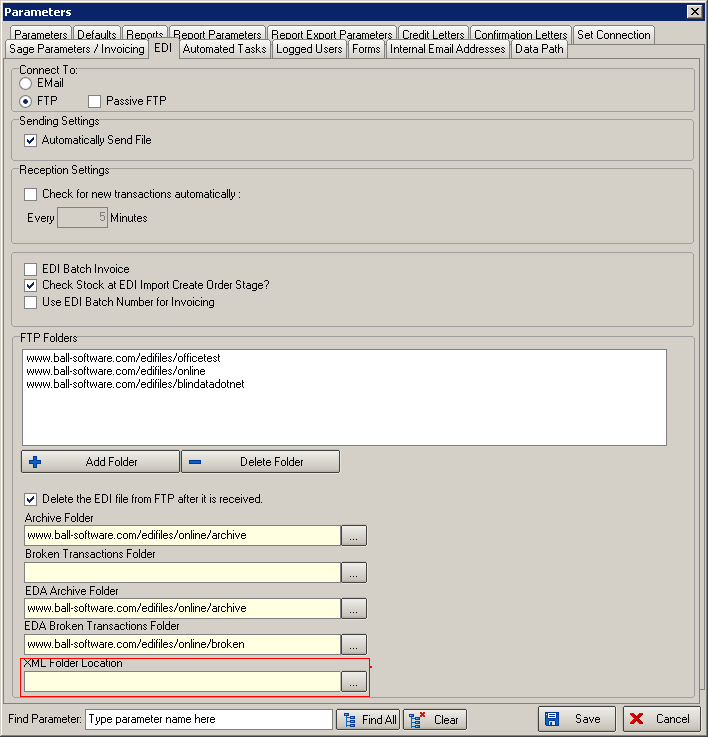 Parameters
Parameters Defaults Reports Report Parameters Report Export Parameters Credit Letters Confirmation Letters Set Connection
Sage Parameters / Invoicing EDI Automated Tasks Logged Users Forms Internal Email Addresses Data Path
Connect To:
EMail
FTP Passive FTP
Sending Settings
Automatically Send File
Reception Settings
Check for new transactions automatically :
Every 5 Minutes
EDI Batch Invoice
Check Stock at EDI Import Create Order Stage?
Use EDI Batch Number for Invoicing
FTP Folders
www.ball-software.com/edifiles/officetest
www.ball-software.com/edifiles/online
www.ball-software.com/edifiles/blindatadotnet
Add Folder Delete Folder
Delete the EDI file from FTP after it is received.
Archive Folder
www.ball-software.com/edifiles/online/archive ...
Broken Transactions Folder
...
EDA Archive Folder
www.ball-software.com/edifiles/online/archive ...
EDA Broken Transactions Folder
www.ball-software.com/edifiles/online/broken ...
XML Folder Location
...
Find Parameter: Type parameter name here Find All Clear Save Cancel